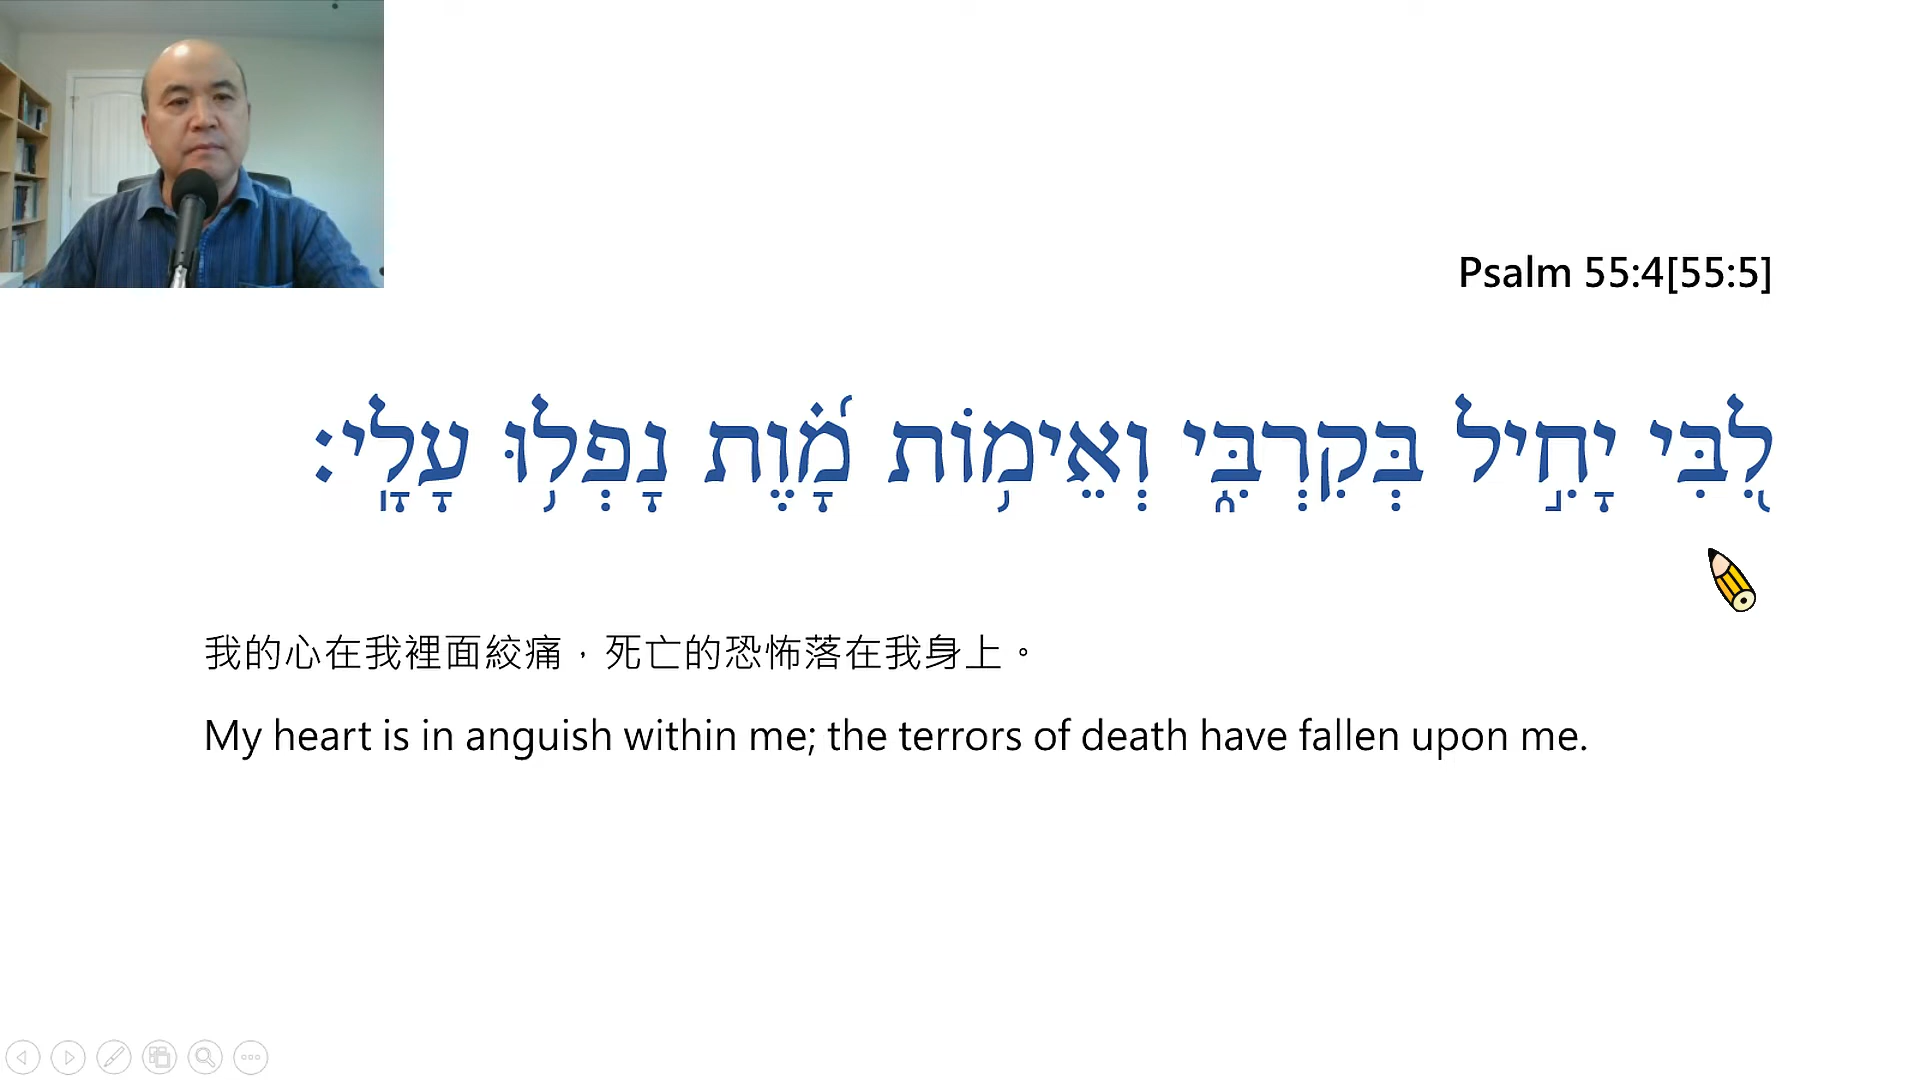 Psalm 55:4[55:5]
לִ֭בִּי יָחִ֣יל בְּקִרְבִּ֑י וְאֵימ֥וֹת מָ֝֗וֶת נָפְל֥וּ עָלָֽי׃
我的心在我裡面絞痛，死亡的恐怖落在我身上。
My heart is in anguish within me; the terrors of death have fallen upon me.